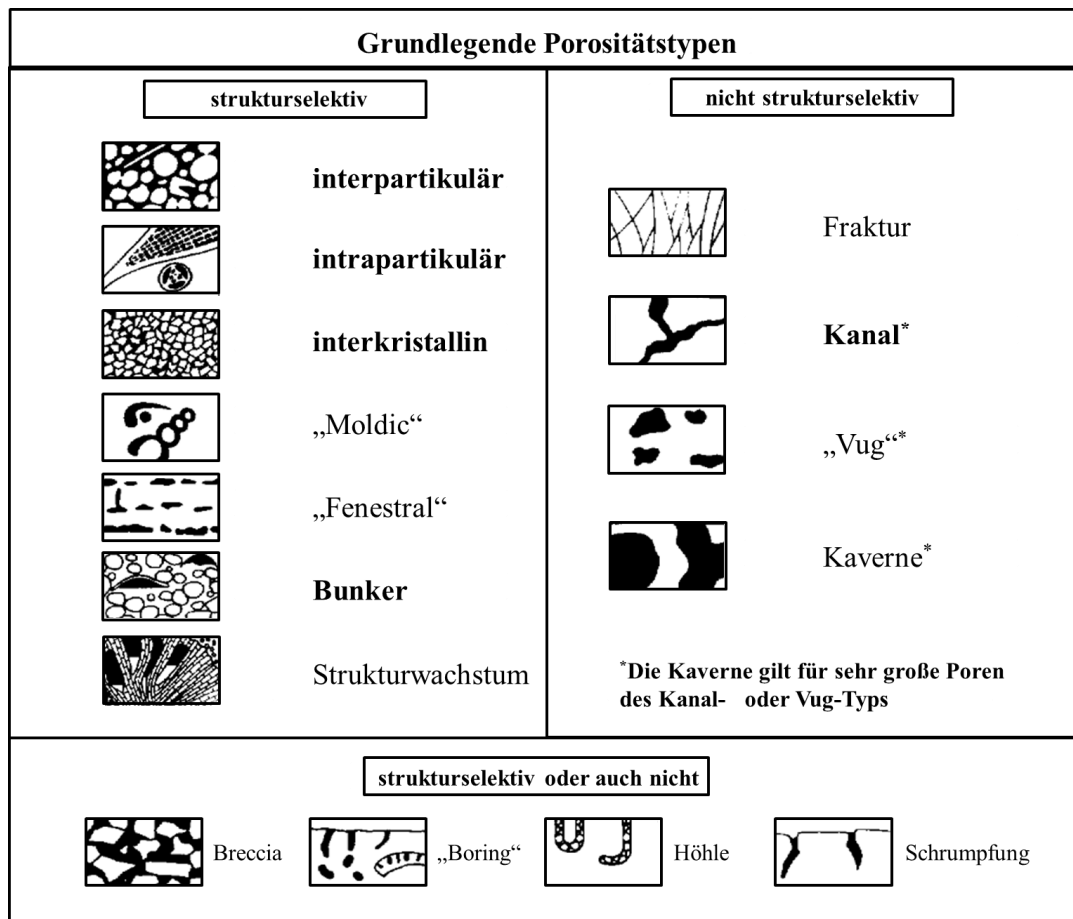 Grundlegende Porositätstypen
strukturselektiv
interpartikulär
intrapartikulär
interkristallin
„Moldic“
„Fenestral“
Bunker
Strukturwachstum
nicht strukturselektiv
Fraktur
Kanal*
„Vug“*
Kaverne*
*Die Kaverne gilt für sehr große Poren
des Kanal- oder Vug-Typs
strukturselektiv oder auch nicht
Breccia
„Boring“
Höhle
Schrumpfung